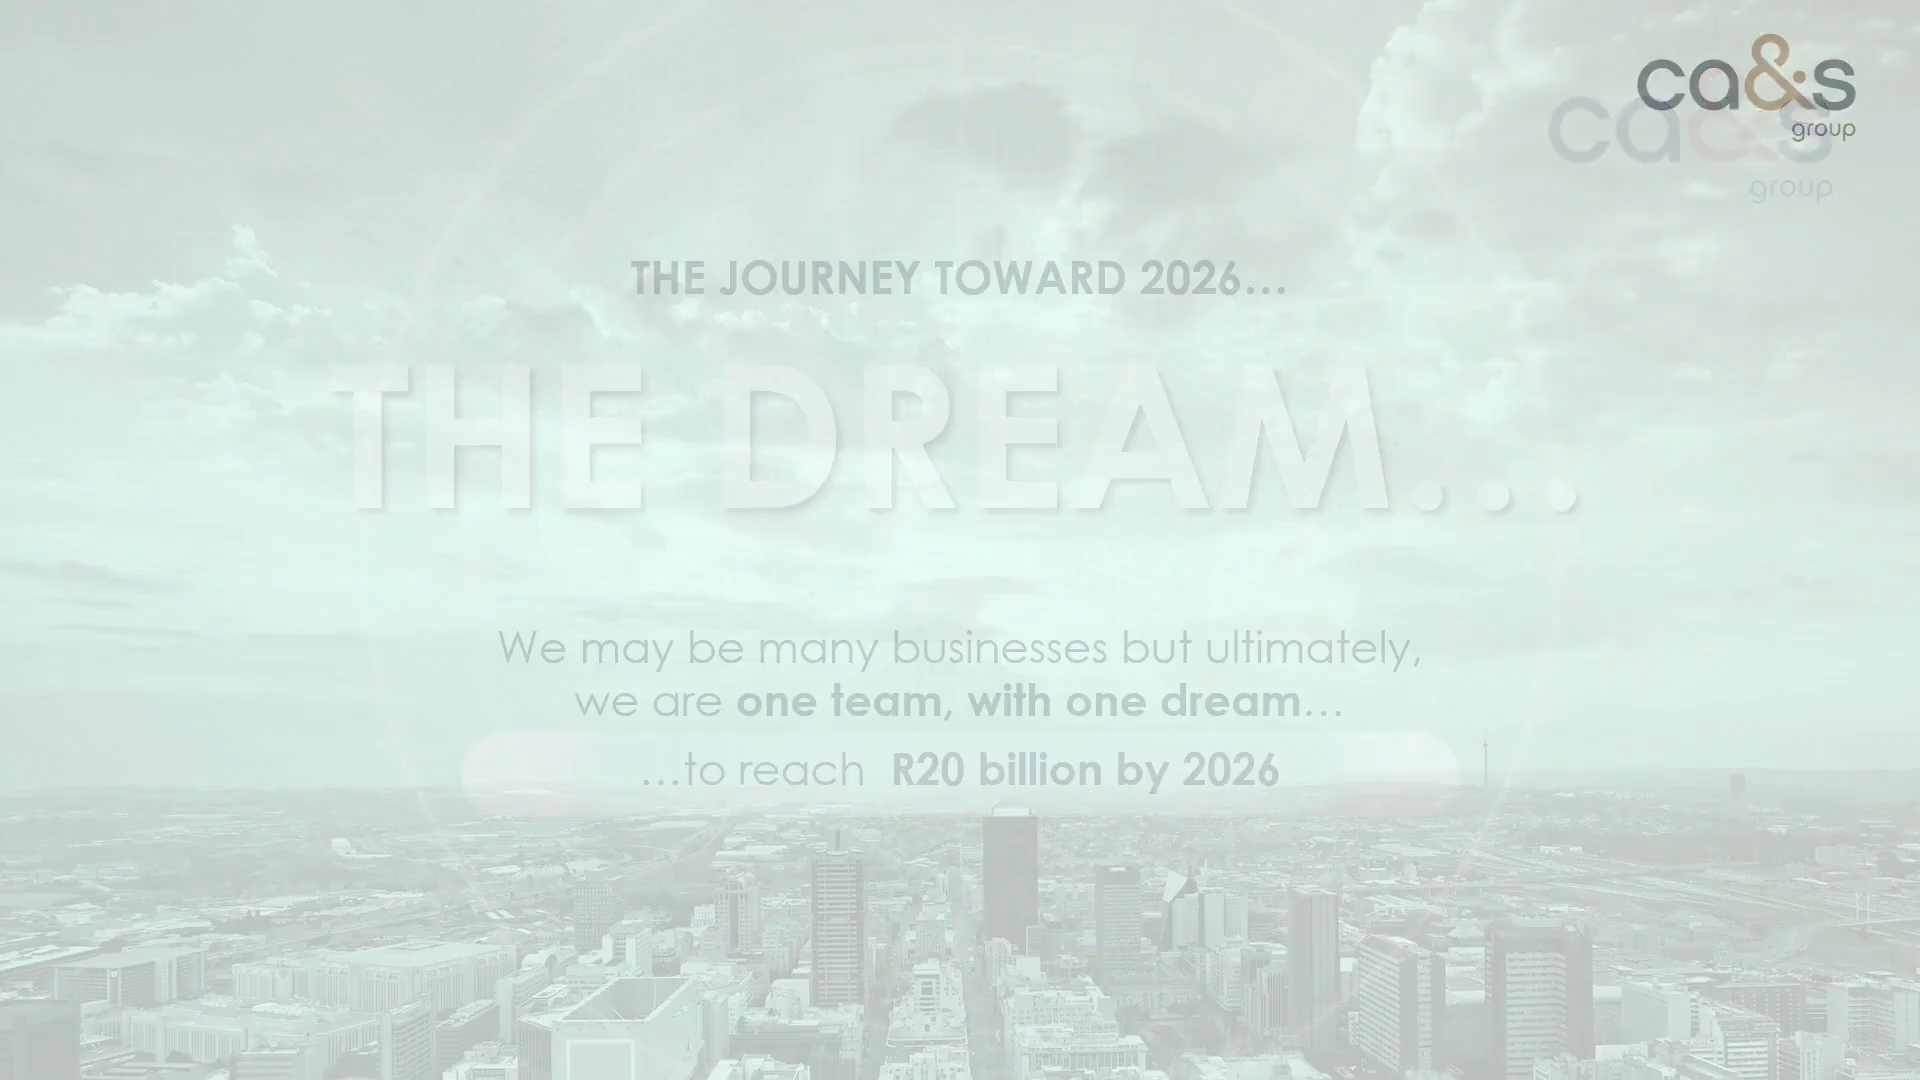 ca&s
group
ca&s
group
THE JOURNEY TOWARD 2026...
THE DREAM...
We may be many businesses but ultimately,
we are one team, with one dream...
...to reach R20 billion by 2026